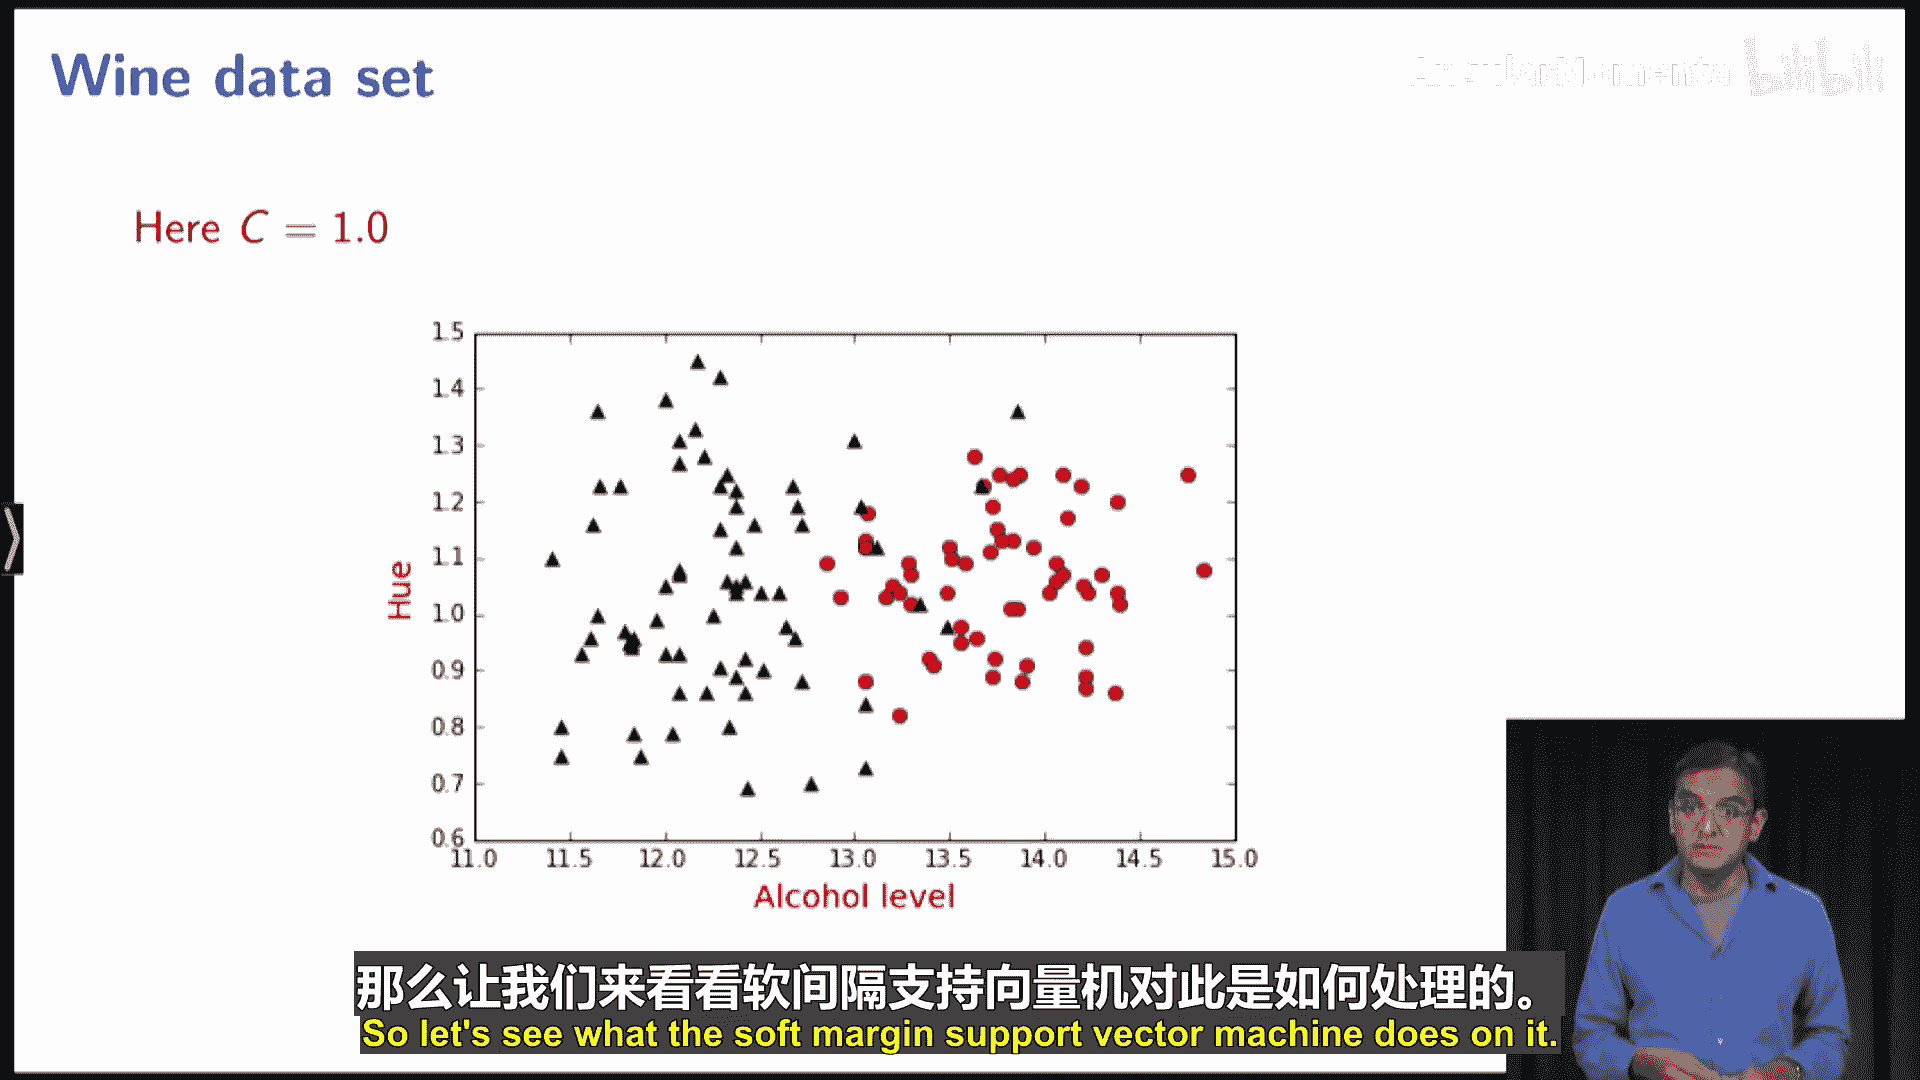 Wine data set
bilibili
Here C = 1.0
1.5
1.4
1.3
1.2
1.1
1.0
0.9
0.8
0.7
0.6
Hue
11.0 11.5 12.0 12.5 13.0 13.5 14.0 14.5 15.0
Alcohol level
那么让我们来看看软间隔支持向量机对此是如何处理的。
So let's see what the soft margin support vector machine does on it.